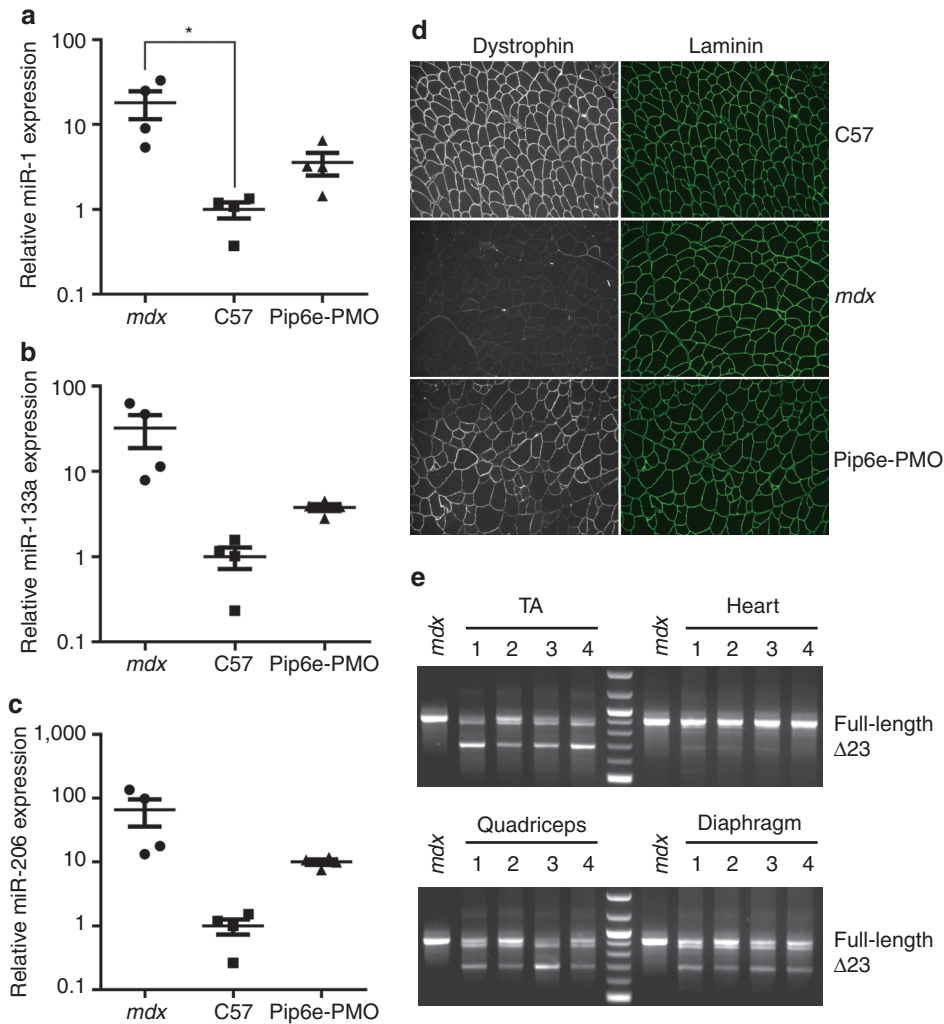 a
Relative miR-1 expression
100
10
1
0.1
*
mdx C57 Pip6e-PMO
b
Relative miR-133a expression
100
10
1
0.1
mdx C57 Pip6e-PMO
c
Relative miR-206 expression
1,000
100
10
1
0.1
mdx C57 Pip6e-PMO
d
Dystrophin Laminin
C57
mdx
Pip6e-PMO
e
mdx TA mdx Heart
1 2 3 4 1 2 3 4
Full-length
Δ23
mdx Quadriceps mdx Diaphragm
1 2 3 4 1 2 3 4
Full-length
Δ23